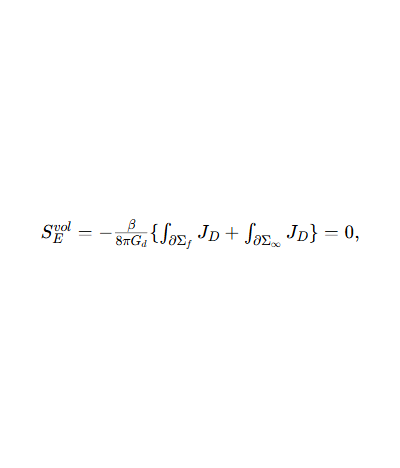 $S_E^{vol} = -\frac{\beta}{8\pi G_d}\{\int_{\partial\Sigma_f} J_D + \int_{\partial\Sigma_\infty} J_D\} = 0,$